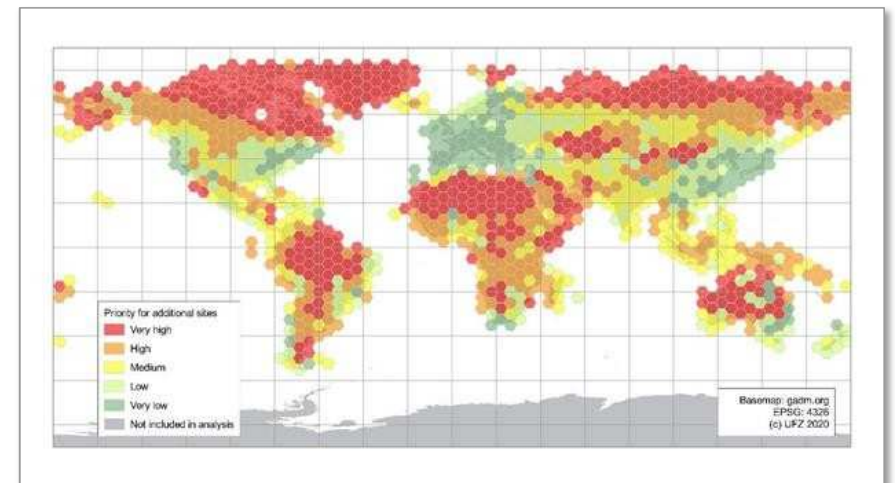 Priority for additional sites
Very high
High
Medium
Low
Very low
Not included in analysis
Basemap: gadm.org
EPSG: 4326
(c) UFZ 2020